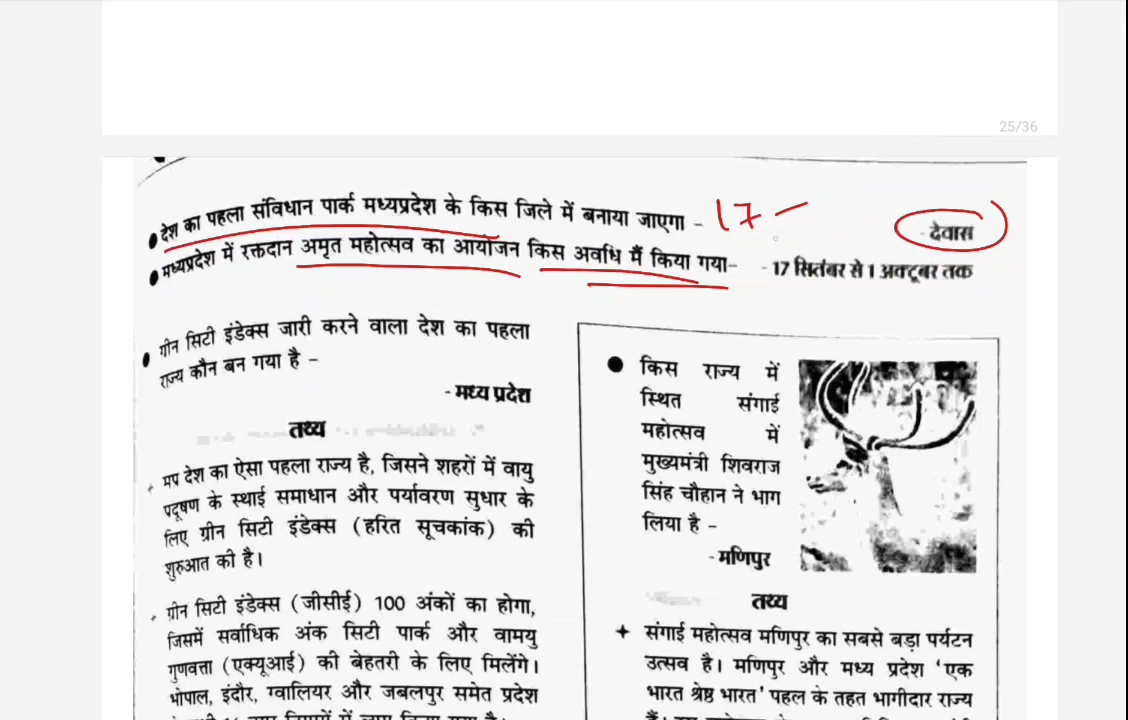 25/36
देश का पहला संविधान पार्क मध्यप्रदेश के किस जिले में बनाया जाएगा - 17 -
- देवास
मध्यप्रदेश में रक्तदान अमृत महोत्सव का आयोजन किस अवधि में किया गया-
- 17 सितंबर से 1 अक्टूबर तक
ग्रीन सिटी इंडेक्स जारी करने वाला देश का पहला
राज्य कौन बन गया है -
- मध्य प्रदेश
तथ्य
मप्र देश का ऐसा पहला राज्य है, जिसने शहरों में वायु
प्रदूषण के स्थाई समाधान और पर्यावरण सुधार के
लिए ग्रीन सिटी इंडेक्स (हरित सूचकांक) की
शुरुआत की है।
ग्रीन सिटी इंडेक्स (जीसीई) 100 अंकों का होगा,
जिसमें सर्वाधिक अंक सिटी पार्क और वामयु
गुणवत्ता (एक्यूआई) की बेहतरी के लिए मिलेंगे।
भोपाल, इंदौर, ग्वालियर और जबलपुर समेत प्रदेश
किस राज्य में
स्थित संगाई
महोत्सव में
मुख्यमंत्री शिवराज
सिंह चौहान ने भाग
लिया है -
- मणिपुर
तथ्य
संगाई महोत्सव मणिपुर का सबसे बड़ा पर्यटन
उत्सव है। मणिपुर और मध्य प्रदेश 'एक
भारत श्रेष्ठ भारत' पहल के तहत भागीदार राज्य